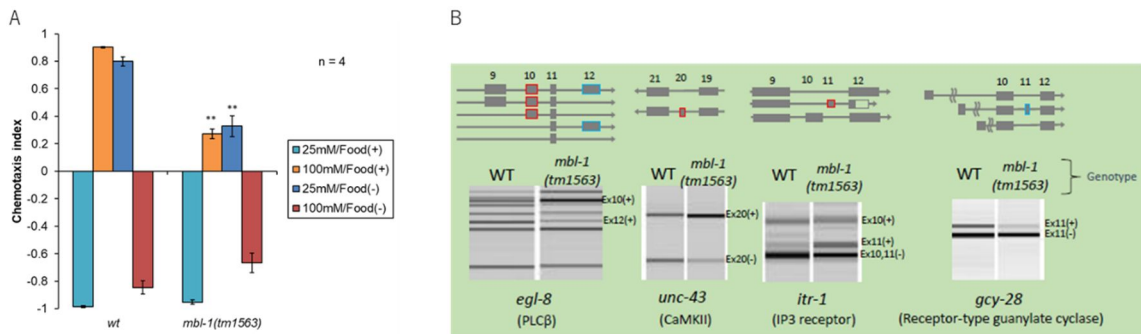 A
Chemotaxis index
1
0.8
0.6
0.4
0.2
0
-0.2
-0.4
-0.6
-0.8
-1
**
**
n = 4
25mM/Food(+)
100mM/Food(+)
25mM/Food(-)
100mM/Food(-)
wt
mbl-1(tm1563)
B
9 10 11 12
21 20 19
9 10 11 12
10 11 12
WT mbl-1 (tm1563)
Ex10(+)
Ex12(+)
egl-8
(PLCβ)
WT mbl-1 (tm1563)
Ex20(+)
Ex20(-)
unc-43
(CaMKII)
WT mbl-1 (tm1563)
Ex10(+)
Ex11(+)
Ex10,11(-)
itr-1
(IP3 receptor)
WT mbl-1 (tm1563)
Genotype
Ex11(+)
Ex11(-)
gcy-28
(Receptor-type guanylate cyclase)